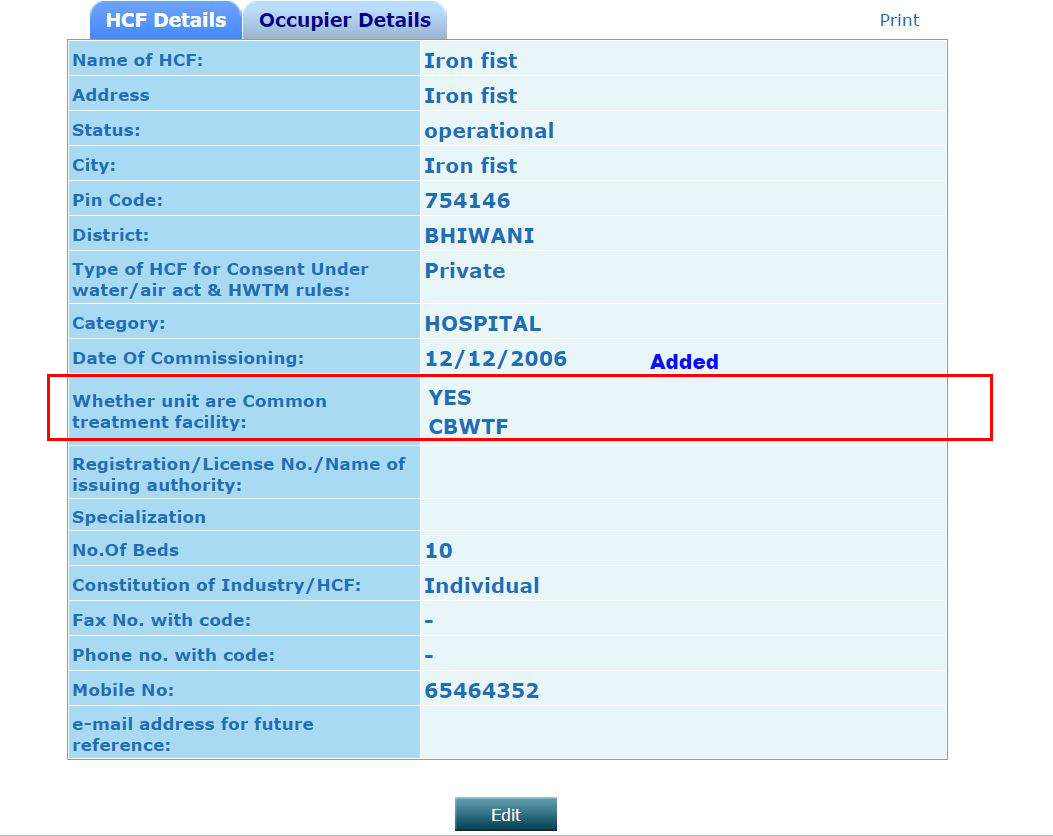 HCF Details Occupier Details Print
Name of HCF: Iron fist
Address Iron fist
Status: operational
City: Iron fist
Pin Code: 754146
District: BHIWANI
Type of HCF for Consent Under Private
water/air act & HWTM rules:
Category: HOSPITAL
Date Of Commissioning: 12/12/2006 Added
Whether unit are Common YES
treatment facility: CBWTF
Registration/License No./Name of
issuing authority:
Specialization
No.Of Beds 10
Constitution of Industry/HCF: Individual
Fax No. with code: -
Phone no. with code: -
Mobile No: 65464352
e-mail address for future
reference:
Edit